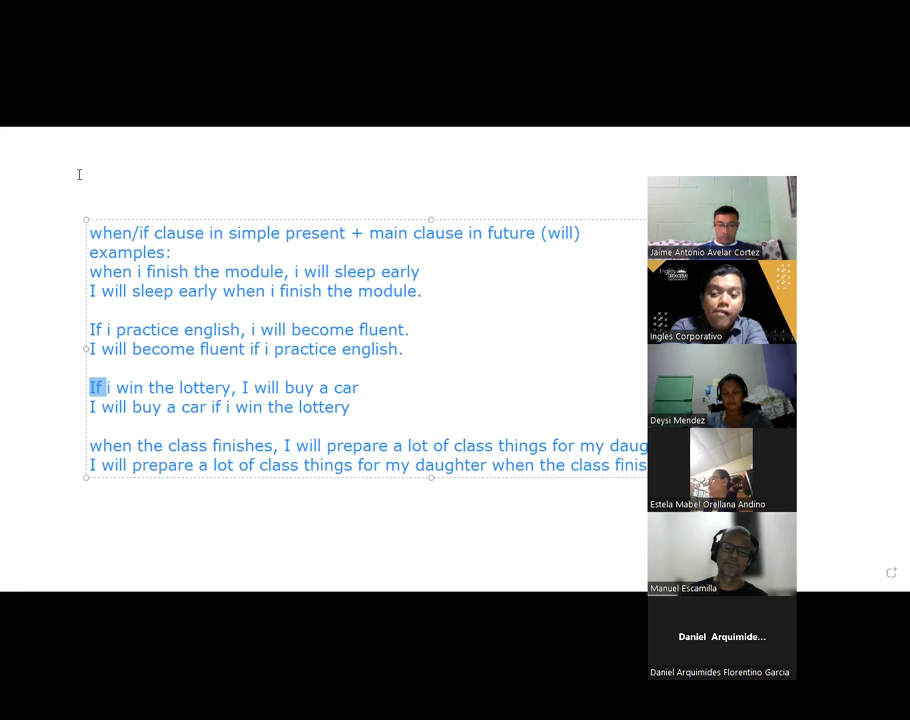 when/if clause in simple present + main clause in future (will)
examples:
when i finish the module, i will sleep early
I will sleep early when i finish the module.
If i practice english, i will become fluent.
I will become fluent if i practice english.
If i win the lottery, I will buy a car
I will buy a car if i win the lottery
when the class finishes, I will prepare a lot of class things for my daug
I will prepare a lot of class things for my daughter when the class finis
Jaime Antonio Avelar Cortez
Inglés
Corporativo
Ingles Corporativo
Deysi Mendez
Estela Mabel Orellana Andino
Manuel Escamilla
Daniel Arquimide...
Daniel Arquimides Florentino Garcia